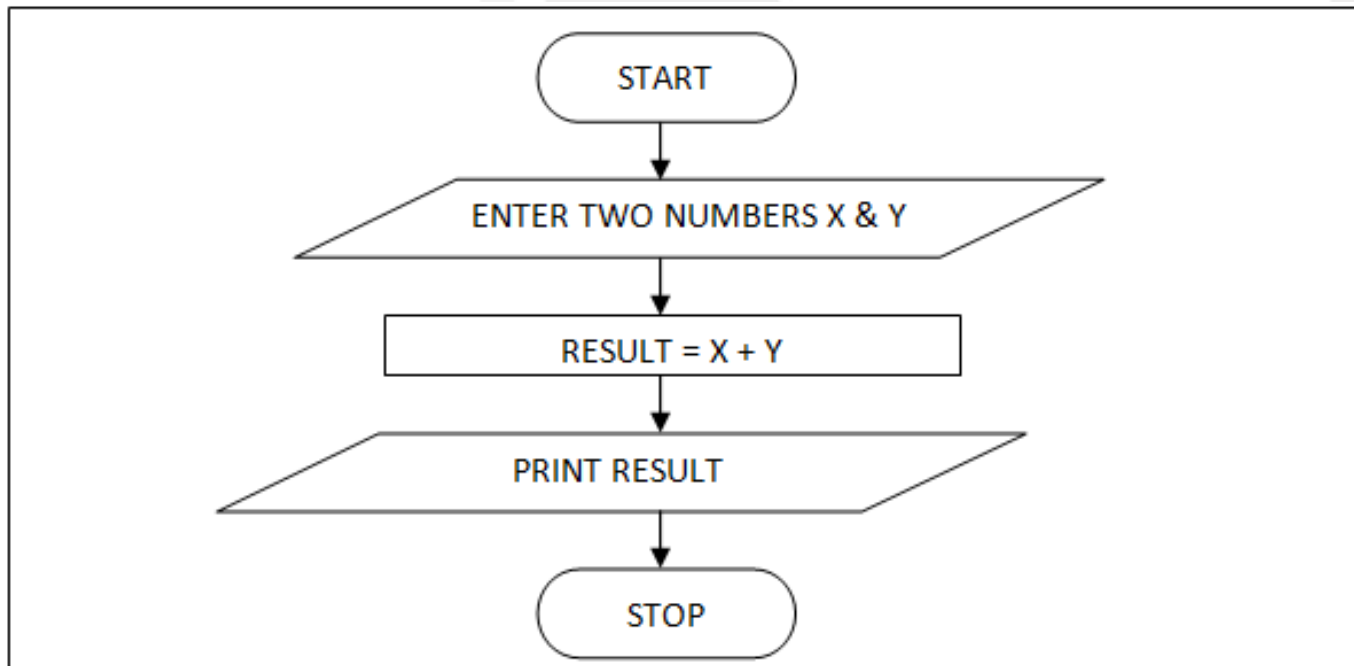 START
ENTER TWO NUMBERS X & Y
RESULT = X + Y
PRINT RESULT
STOP